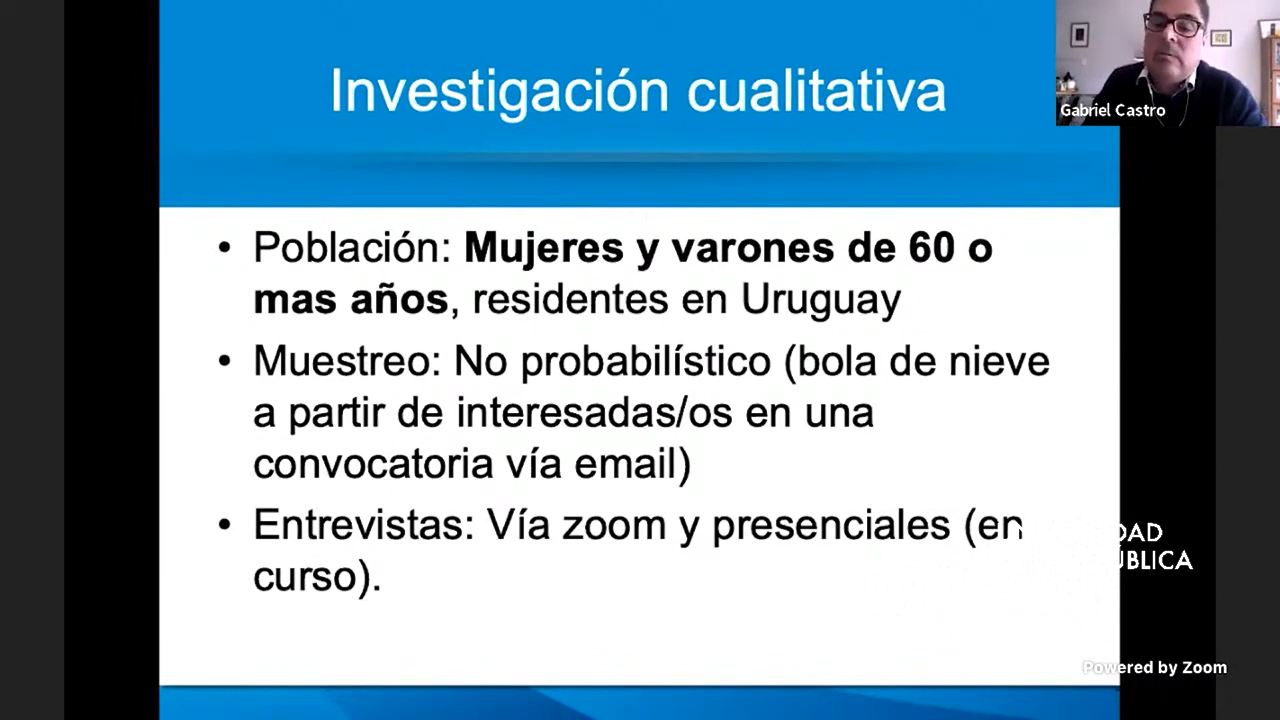 Investigación cualitativa
Gabriel Castro
• Población: Mujeres y varones de 60 o
mas años, residentes en Uruguay
• Muestreo: No probabilístico (bola de nieve
a partir de interesadas/os en una
convocatoria vía email)
• Entrevistas: Vía zoom y presenciales (en
curso).
Powered by Zoom